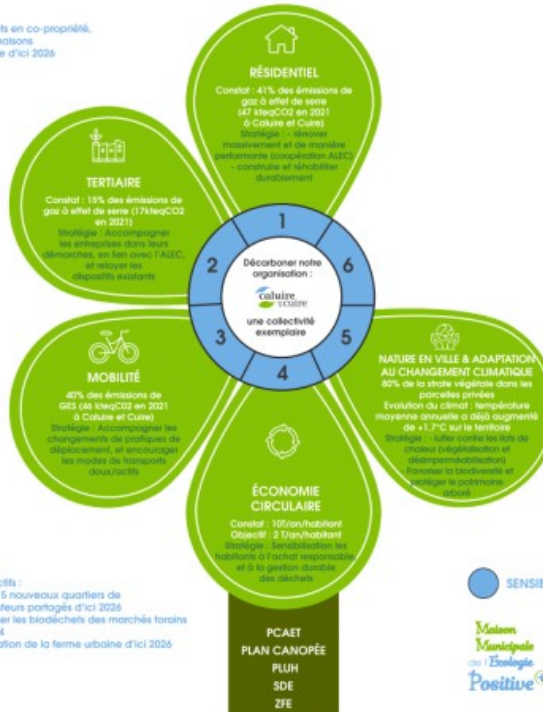 ts en co-propriété,
aisons
e d'ici 2026
RÉSIDENTIEL
Constat : 41% des émissions de
gaz à effet de serre
(47 kteqCO2 en 2021
à Caluire et Cuire)
Stratégie : - rénover
massivement et de manière
performante (coopération ALEC)
- construire et réhabiliter
durablement
TERTIAIRE
Constat : 15% des émissions de
gaz à effet de serre (17kteqCO2
en 2021)
Stratégie : Accompagner
les entreprises dans leurs
démarches, en lien avec l'ALEC,
et relayer les
dispositifs existants
1
2
3
4
5
6
Décarboner notre
organisation :
caluire
et cuire
une collectivité
exemplaire
MOBILITÉ
40% des émissions de
GES (46 kteqCO2 en 2021
à Caluire et Cuire)
Stratégie : Accompagner les
changements de pratiques de
déplacement, et encourager
les modes de transports
doux/actifs
NATURE EN VILLE & ADAPTATION
AU CHANGEMENT CLIMATIQUE
80% de la strate végétale dans les
parcelles privées
Evolution du climat : température
moyenne annuelle a déjà augmenté
de +1,7°C sur le territoire
Stratégie : - lutter contre les îlots de
chaleur (végétalisation et
désimperméabilisation)
- Favoriser la biodiversité et
protéger le patrimoine
arboré
ÉCONOMIE
CIRCULAIRE
Constat : 10T/an/habitant
Objectif : 2 T/an/habitant
Stratégie : Sensibilisation les
habitants à l'achat responsable
et à la gestion durable
des déchets
ctifs :
5 nouveaux quartiers de
teurs partagés d'ici 2026
er les biodéchets des marchés forains
4
ation de la ferme urbaine d'ici 2026
PCAET
PLAN CANOPÉE
PLUH
SDE
ZFE
SENSIB
Maison
Municipale
de l'Écologie
Positive